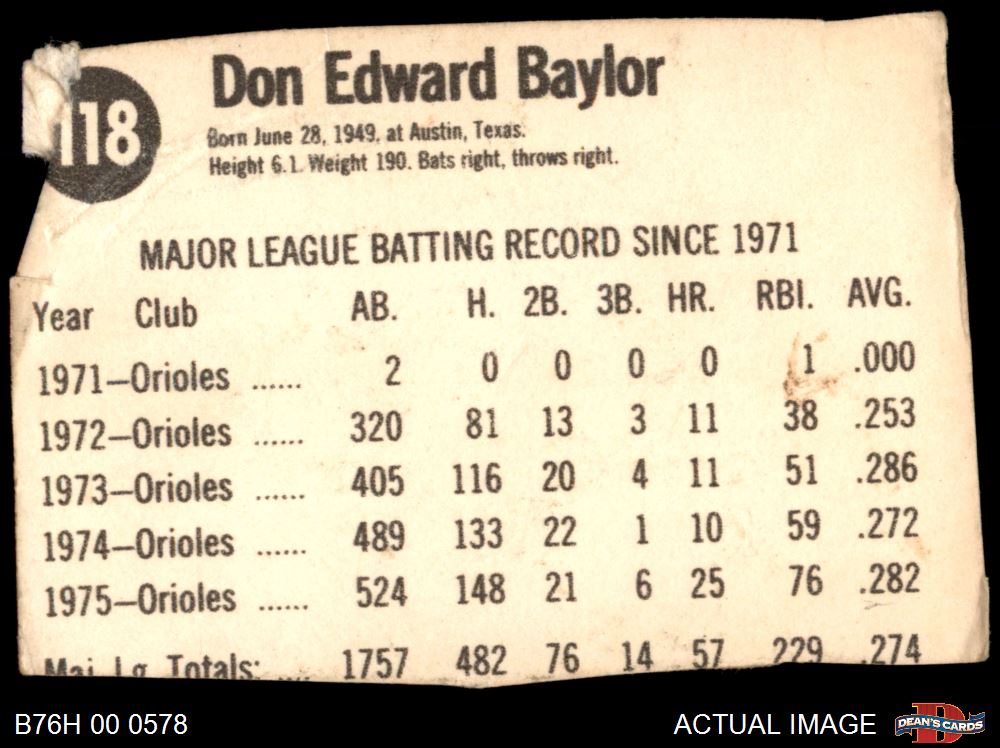 118
Don Edward Baylor
Born June 28, 1949. at Austin, Texas.
Height 6.1. Weight 190. Bats right, throws right.
MAJOR LEAGUE BATTING RECORD SINCE 1971
Year Club AB. H. 2B. 3B. HR. RBI. AVG.
1971—Orioles ...... 2 0 0 0 0 1 .000
1972—Orioles ...... 320 81 13 3 11 38 .253
1973—Orioles ...... 405 116 20 4 11 51 .286
1974—Orioles ...... 489 133 22 1 10 59 .272
1975—Orioles ...... 524 148 21 6 25 76 .282
Maj. Lg. Totals: .... 1757 482 76 14 57 229 .274
B76H 00 0578
ACTUAL IMAGE
DEAN'S CARDS